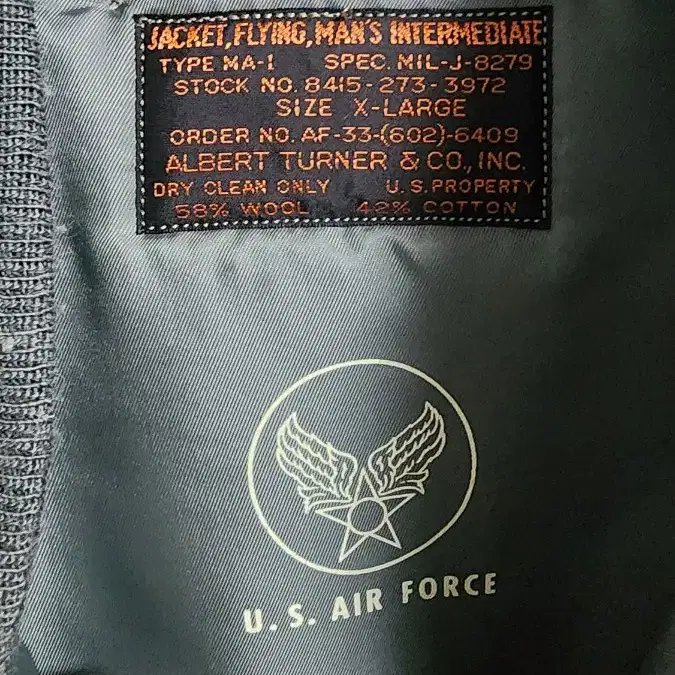 JACKET, FLYING, MAN'S INTERMEDIATE
TYPE MA-1 SPEC. MIL-J-8279
STOCK NO. 8415-273-3972
SIZE X-LARGE
ORDER NO. AF-33-(602)-6409
ALBERT TURNER & CO., INC.
DRY CLEAN ONLY U.S. PROPERTY
58% WOOL 42% COTTON
U.S. AIR FORCE